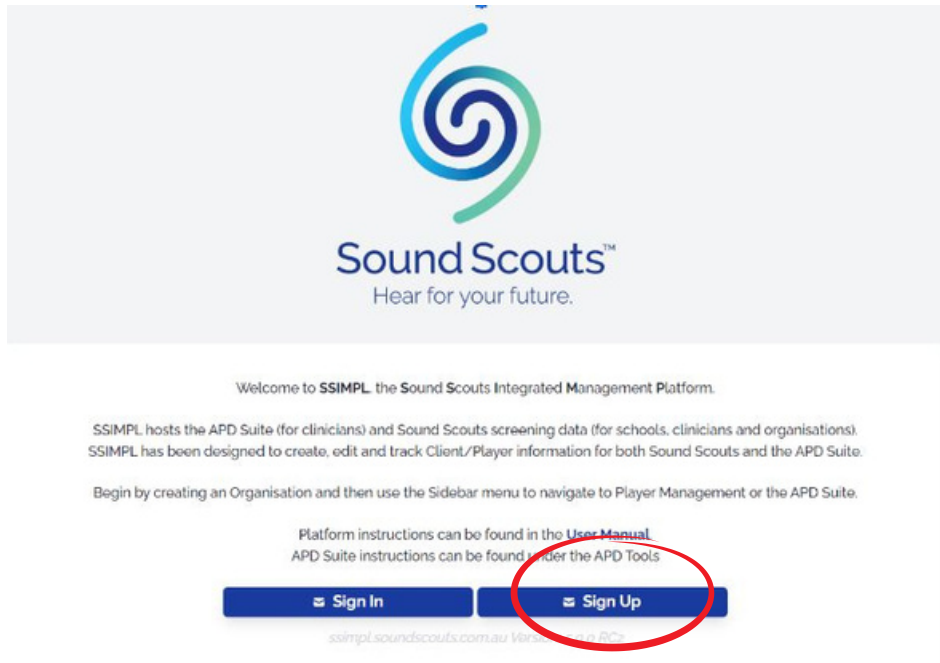 Sound Scouts™
Hear for your future.
Welcome to SSIMPL, the Sound Scouts Integrated Management Platform.
SSIMPL hosts the APD Suite (for clinicians) and Sound Scouts screening data (for schools, clinicians and organisations).
SSIMPL has been designed to create, edit and track Client/Player information for both Sound Scouts and the APD Suite.
Begin by creating an Organisation and then use the Sidebar menu to navigate to Player Management or the APD Suite.
Platform instructions can be found in the User Manual.
APD Suite instructions can be found under the APD Tools
Sign In
Sign Up
ssimpl.soundscouts.com.au RC2